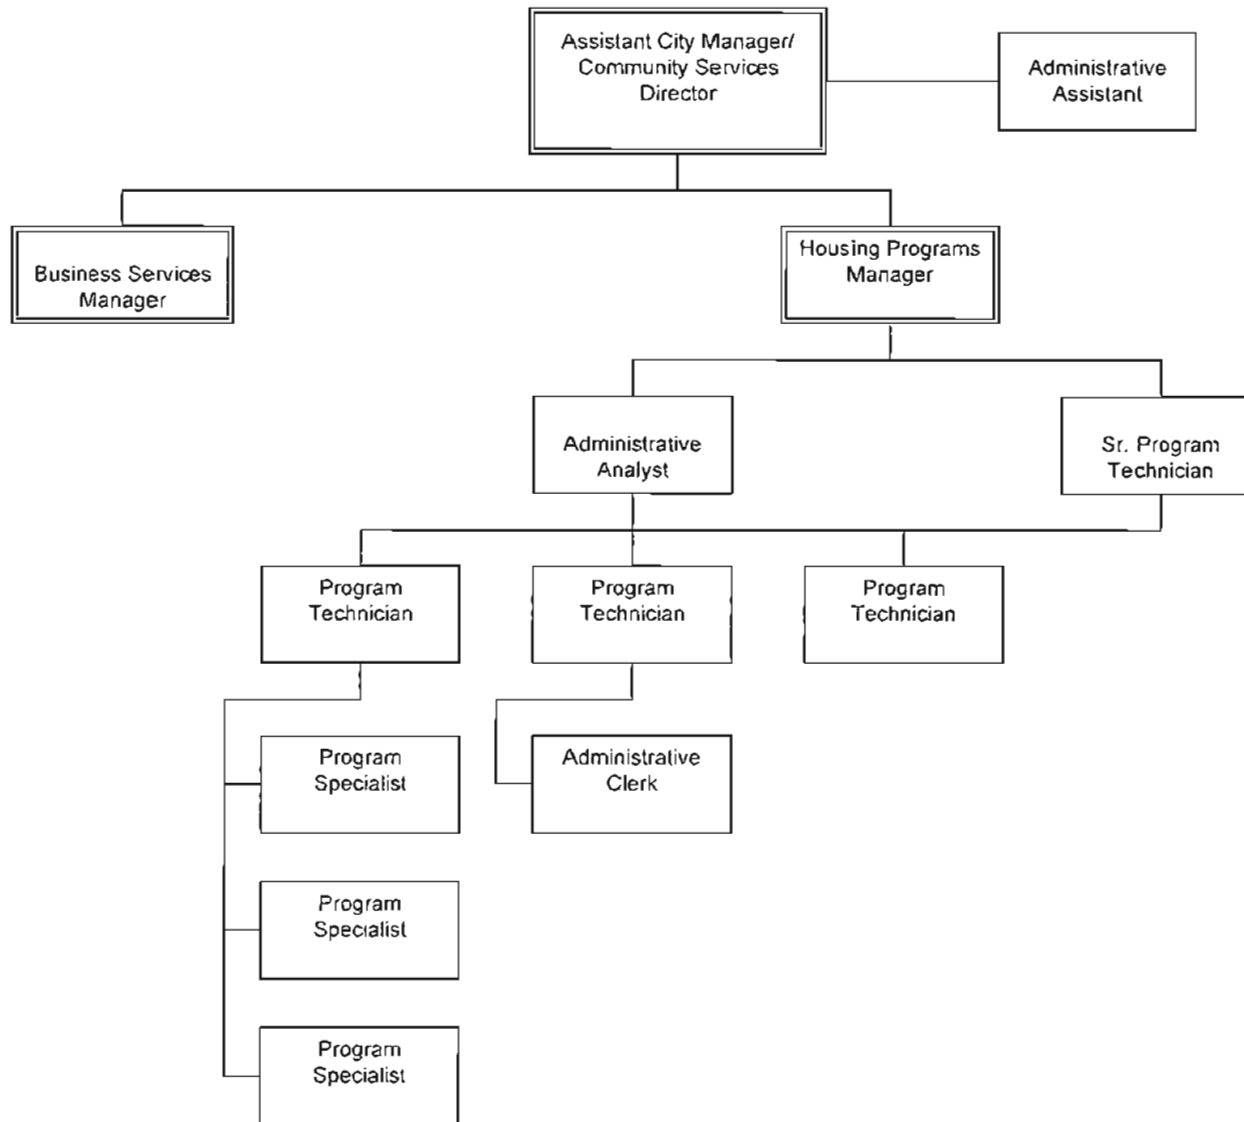 Assistant City Manager/
Community Services
Director
Administrative
Assistant
Business Services
Manager
Housing Programs
Manager
Administrative
Analyst
Sr. Program
Technician
Program
Technician
Program
Technician
Program
Technician
Program
Specialist
Administrative
Clerk
Program
Specialist
Program
Specialist